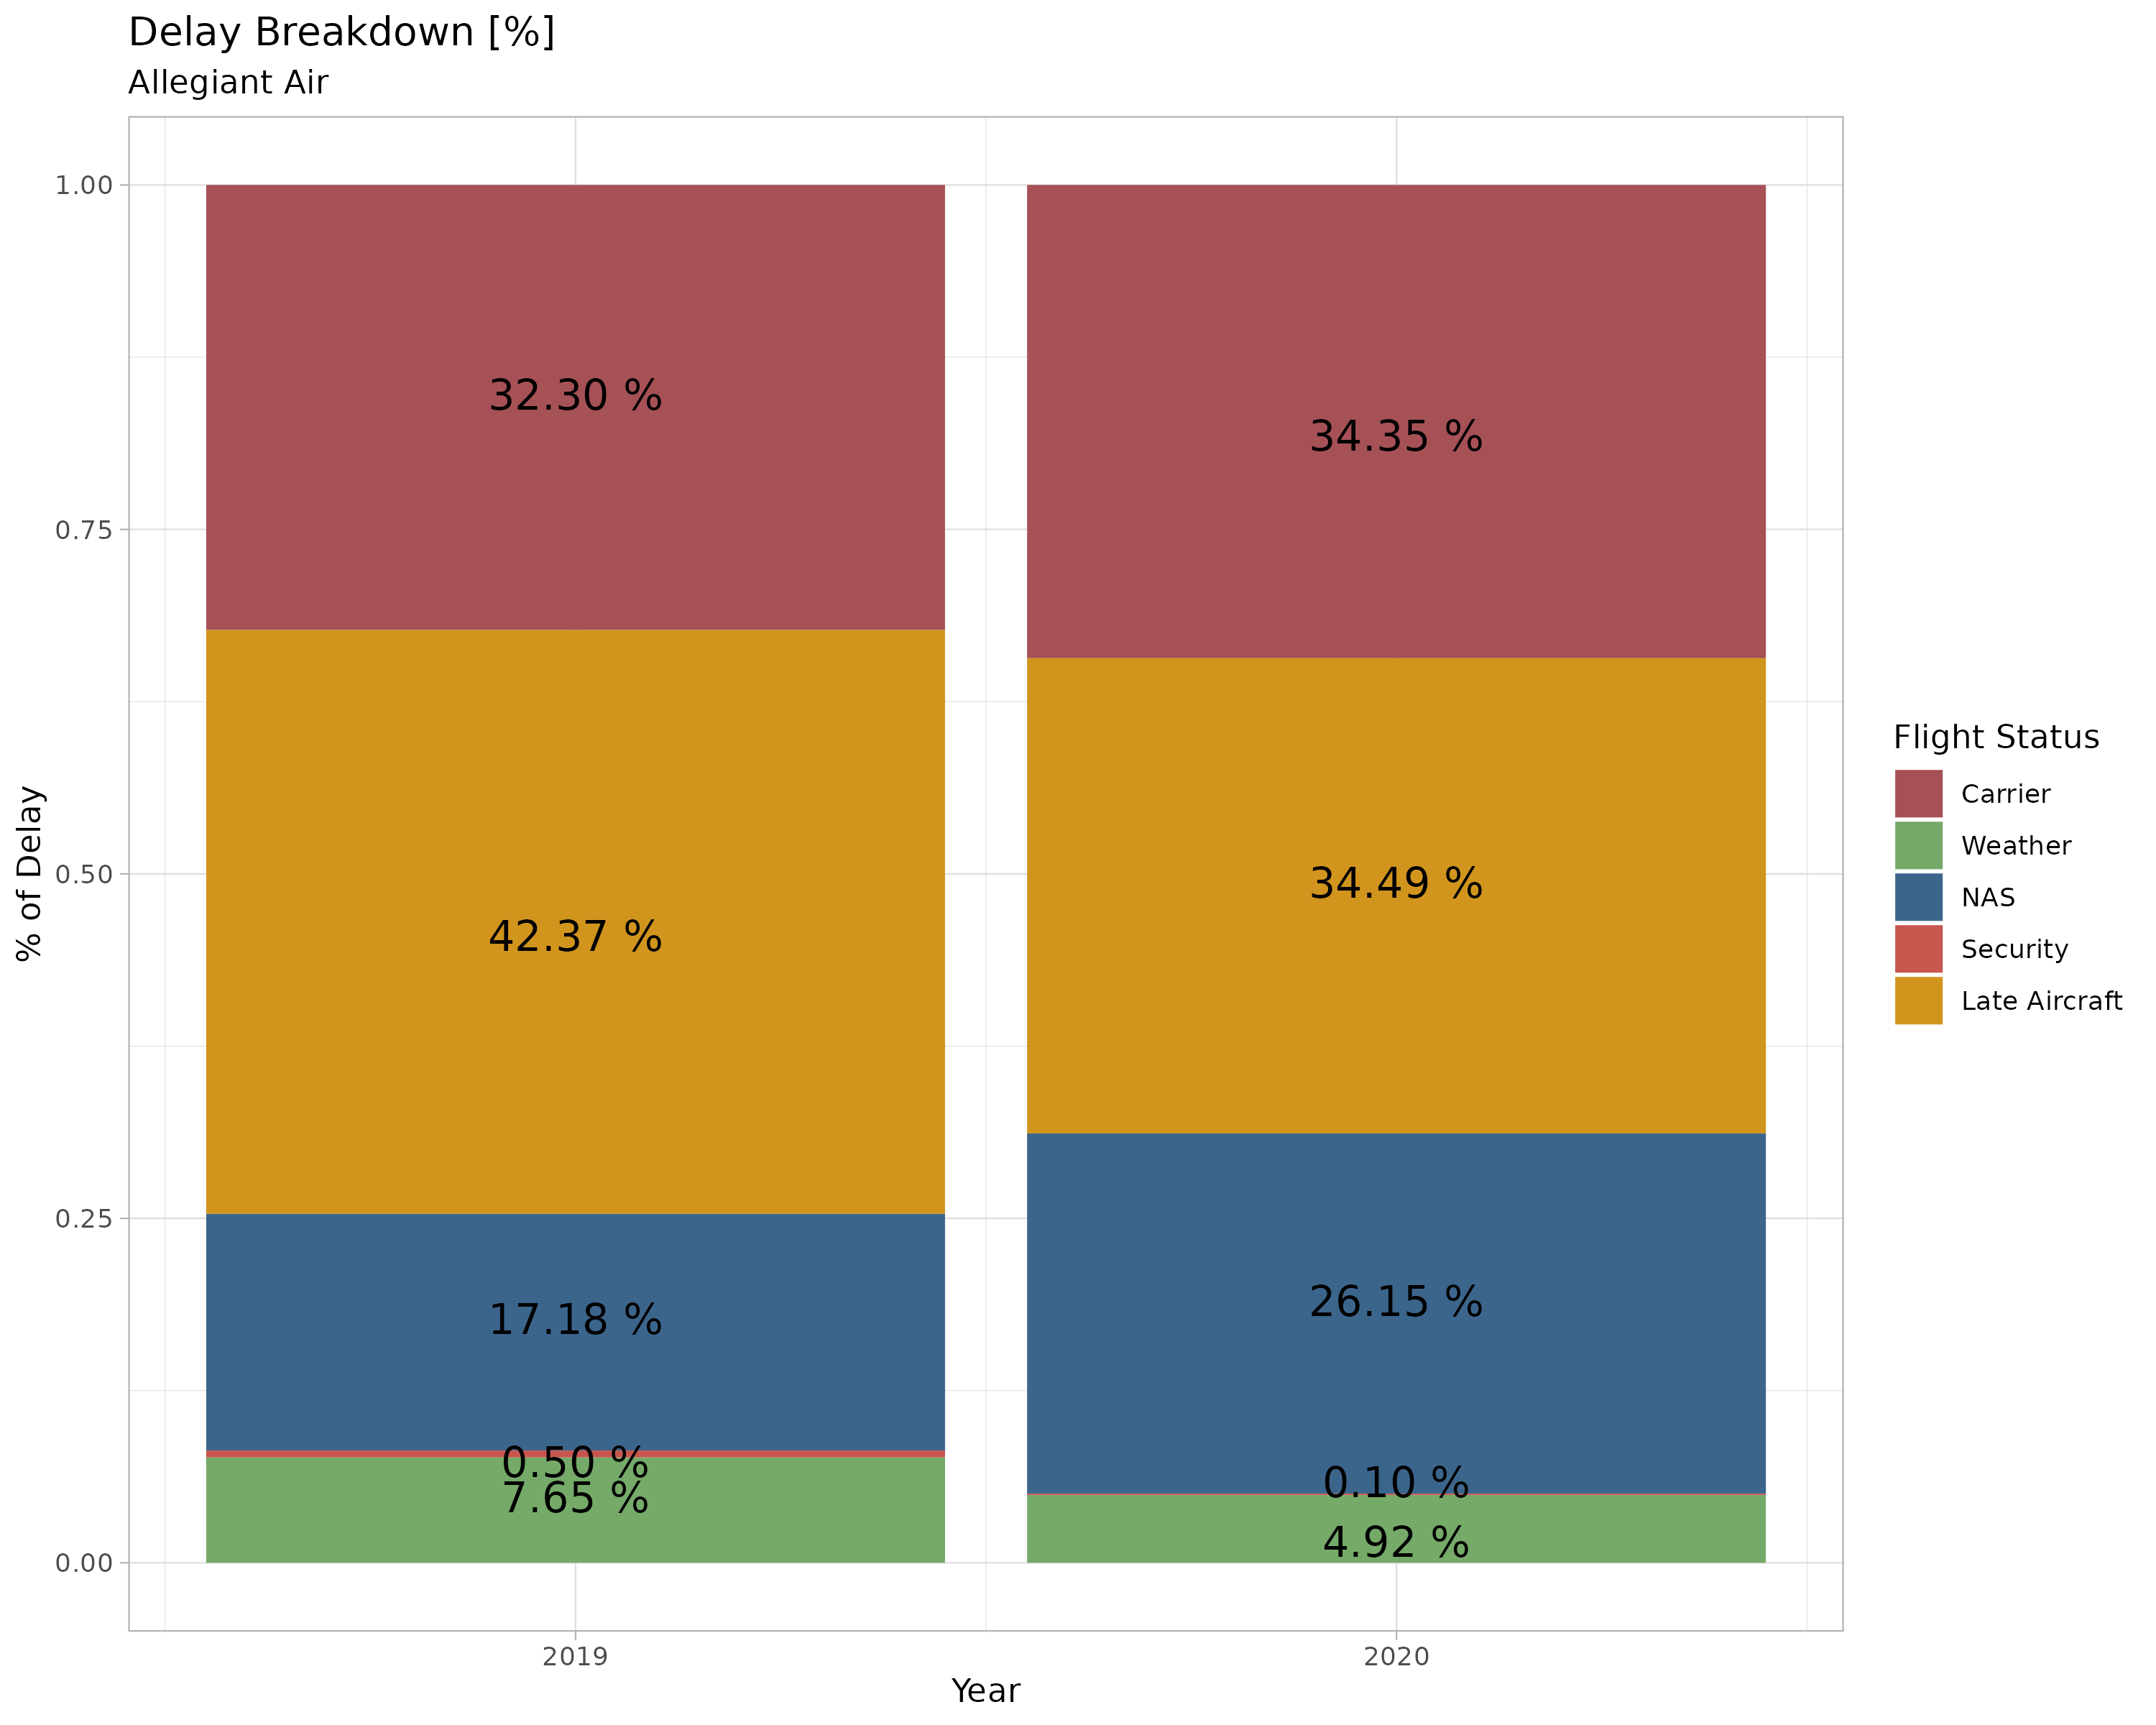 Delay Breakdown [%]
Allegiant Air
% of Delay
1.00
0.75
0.50
0.25
0.00
32.30 %
42.37 %
17.18 %
0.50 %
7.65 %
34.35 %
34.49 %
26.15 %
0.10 %
4.92 %
2019
2020
Year
Flight Status
Carrier
Weather
NAS
Security
Late Aircraft